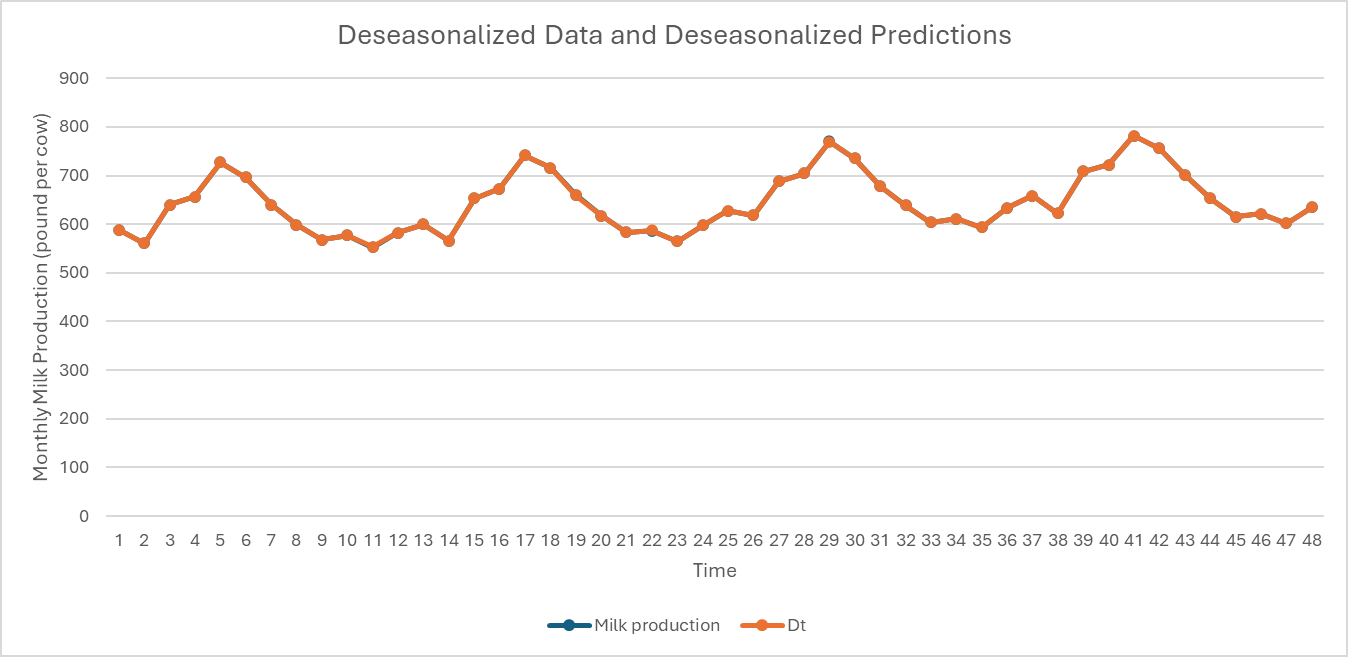 Deseasonalized Data and Deseasonalized Predictions
Monthly Milk Production (pound per cow)
900
800
700
600
500
400
300
200
100
0
1 2 3 4 5 6 7 8 9 10 11 12 13 14 15 16 17 18 19 20 21 22 23 24 25 26 27 28 29 30 31 32 33 34 35 36 37 38 39 40 41 42 43 44 45 46 47 48
Time
Milk production Dt